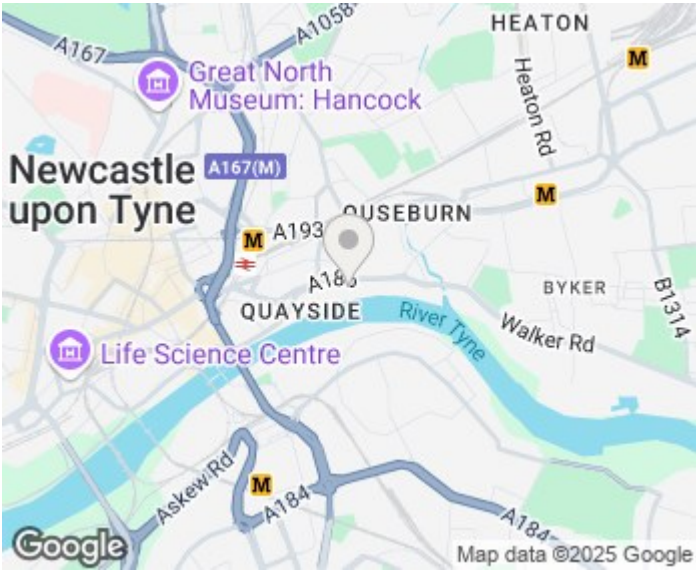 HEATON
A1058
A167
M
Great North
Museum: Hancock
Heaton Rd
Newcastle
upon Tyne
A167(M)
M
OUSEBURN
A193
M
A186
BYKER
B1314
QUAYSIDE
River Tyne
Walker Rd
Life Science Centre
Askew Rd
M
A184
A184
Google
Map data ©2025 Google